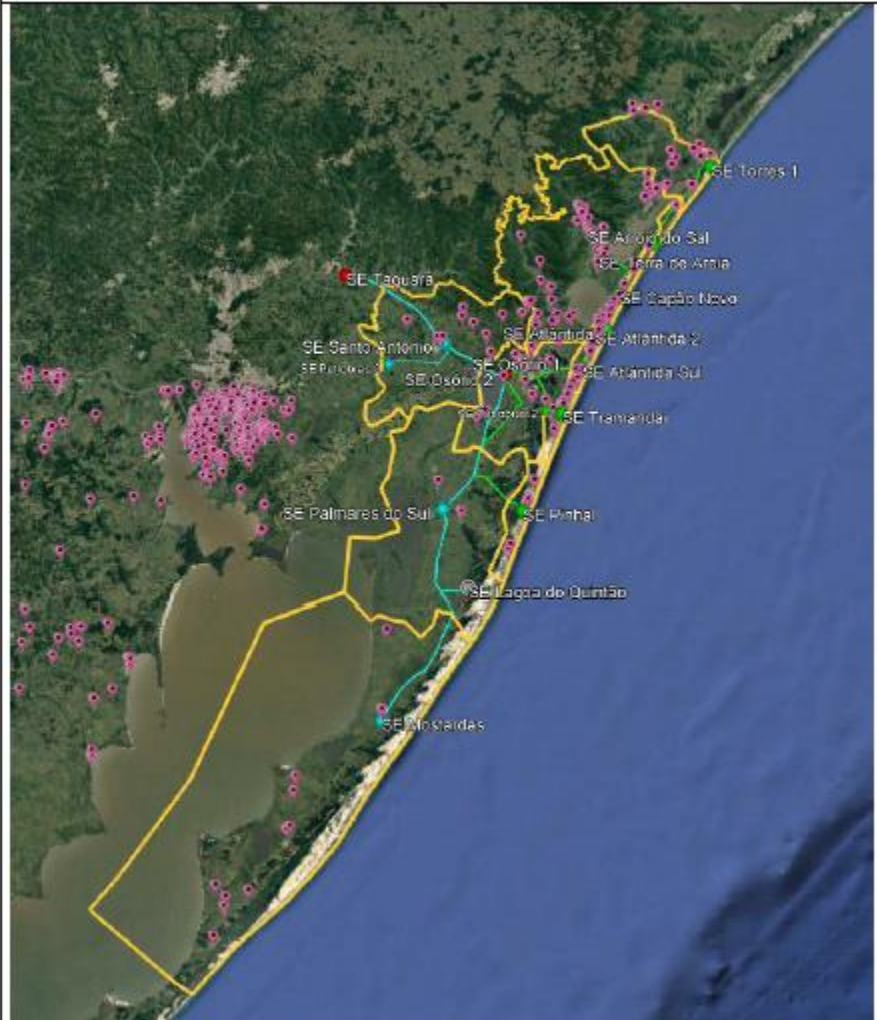 SE Torres 1
SE Arroio do Sal
SE Terra de Areia
SE Capão Novo
SE Taquara
SE Atlântida
SE Atlântida 2
SE Santo Antonio
SE Osório 1
SE Osório 2
SE Atlântida Sul
SE Tramandaí
SE Palmares do Sul
SE Pinhal
SE Lagoa do Quintão
SE Mostardas